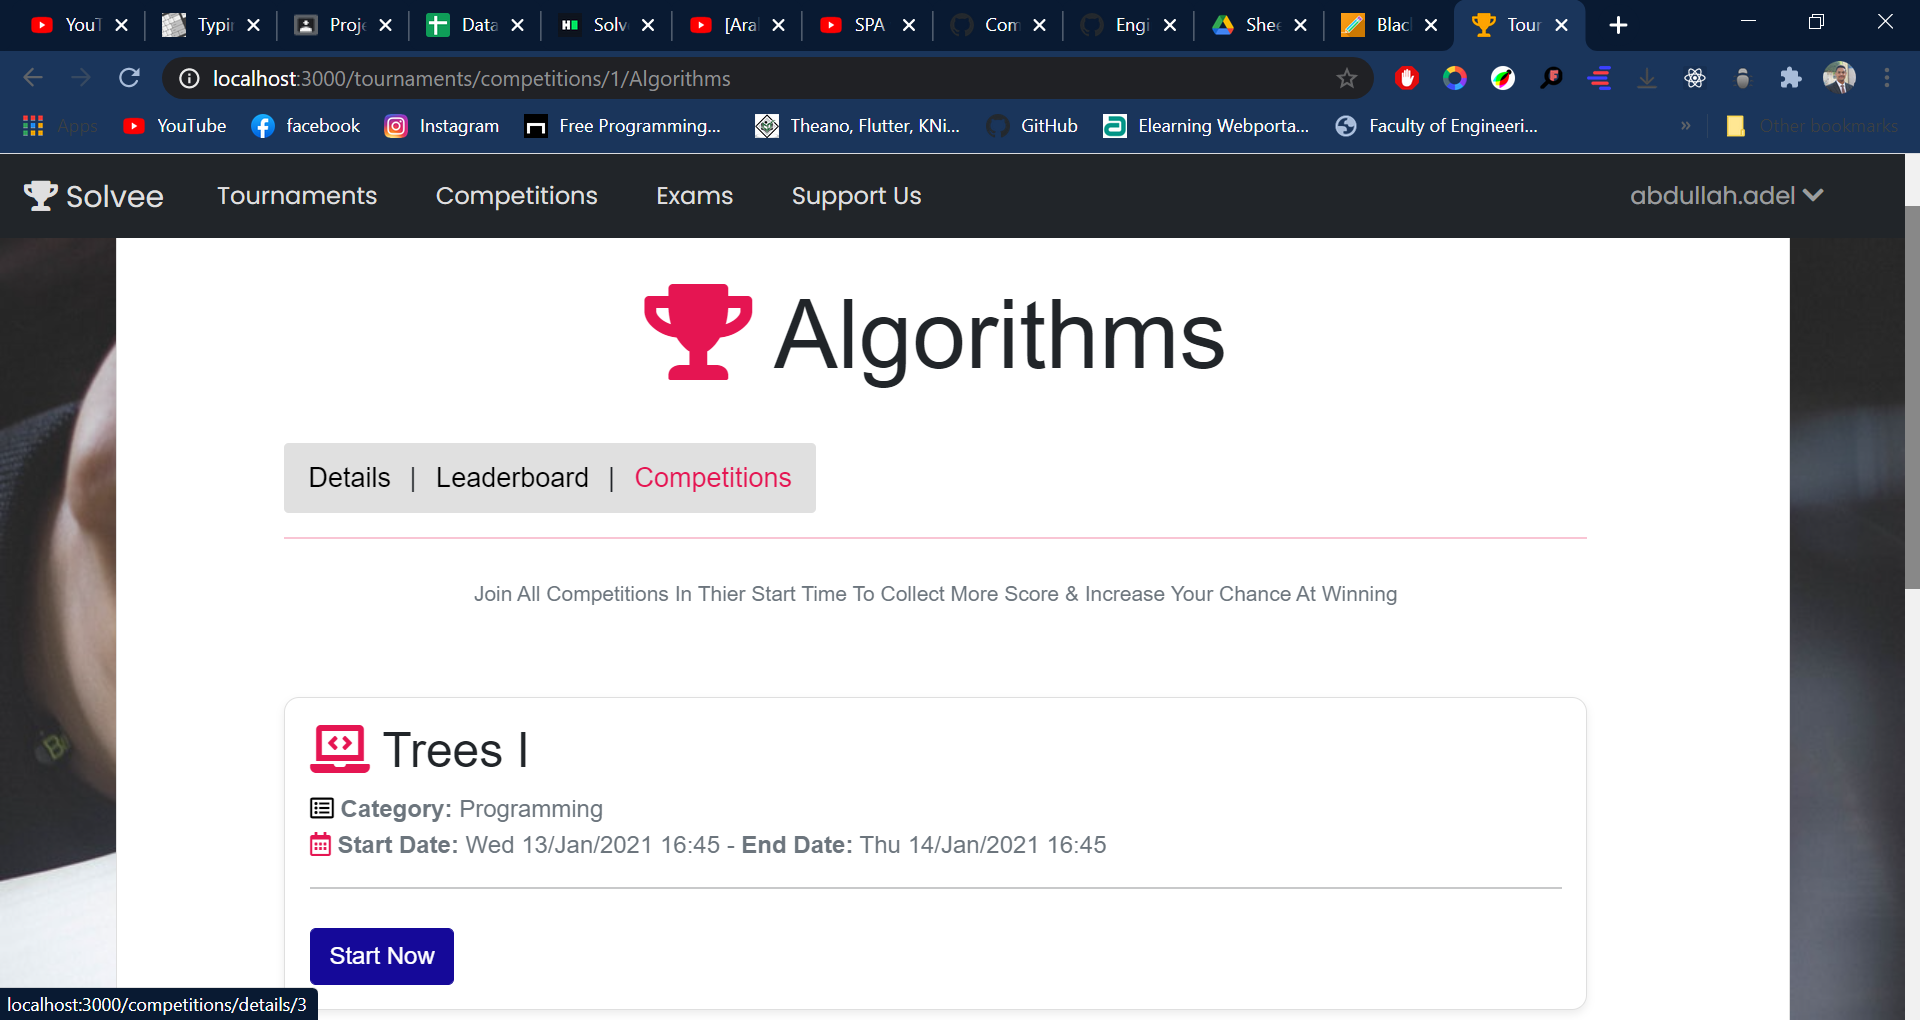 YouT Typi Proj Data Solv [Ara SPA Com Engi She Blac Tour
localhost:3000/tournaments/competitions/1/Algorithms
Apps YouTube facebook Instagram Free Programming... Theano, Flutter, KNi... GitHub Elearning Webporta... Faculty of Engineeri... » Other bookmarks
Solvee Tournaments Competitions Exams Support Us abdullah.adel
Algorithms
Details | Leaderboard | Competitions
Join All Competitions In Thier Start Time To Collect More Score & Increase Your Chance At Winning
Trees I
Category: Programming
Start Date: Wed 13/Jan/2021 16:45 - End Date: Thu 14/Jan/2021 16:45
Start Now
localhost:3000/competitions/details/3